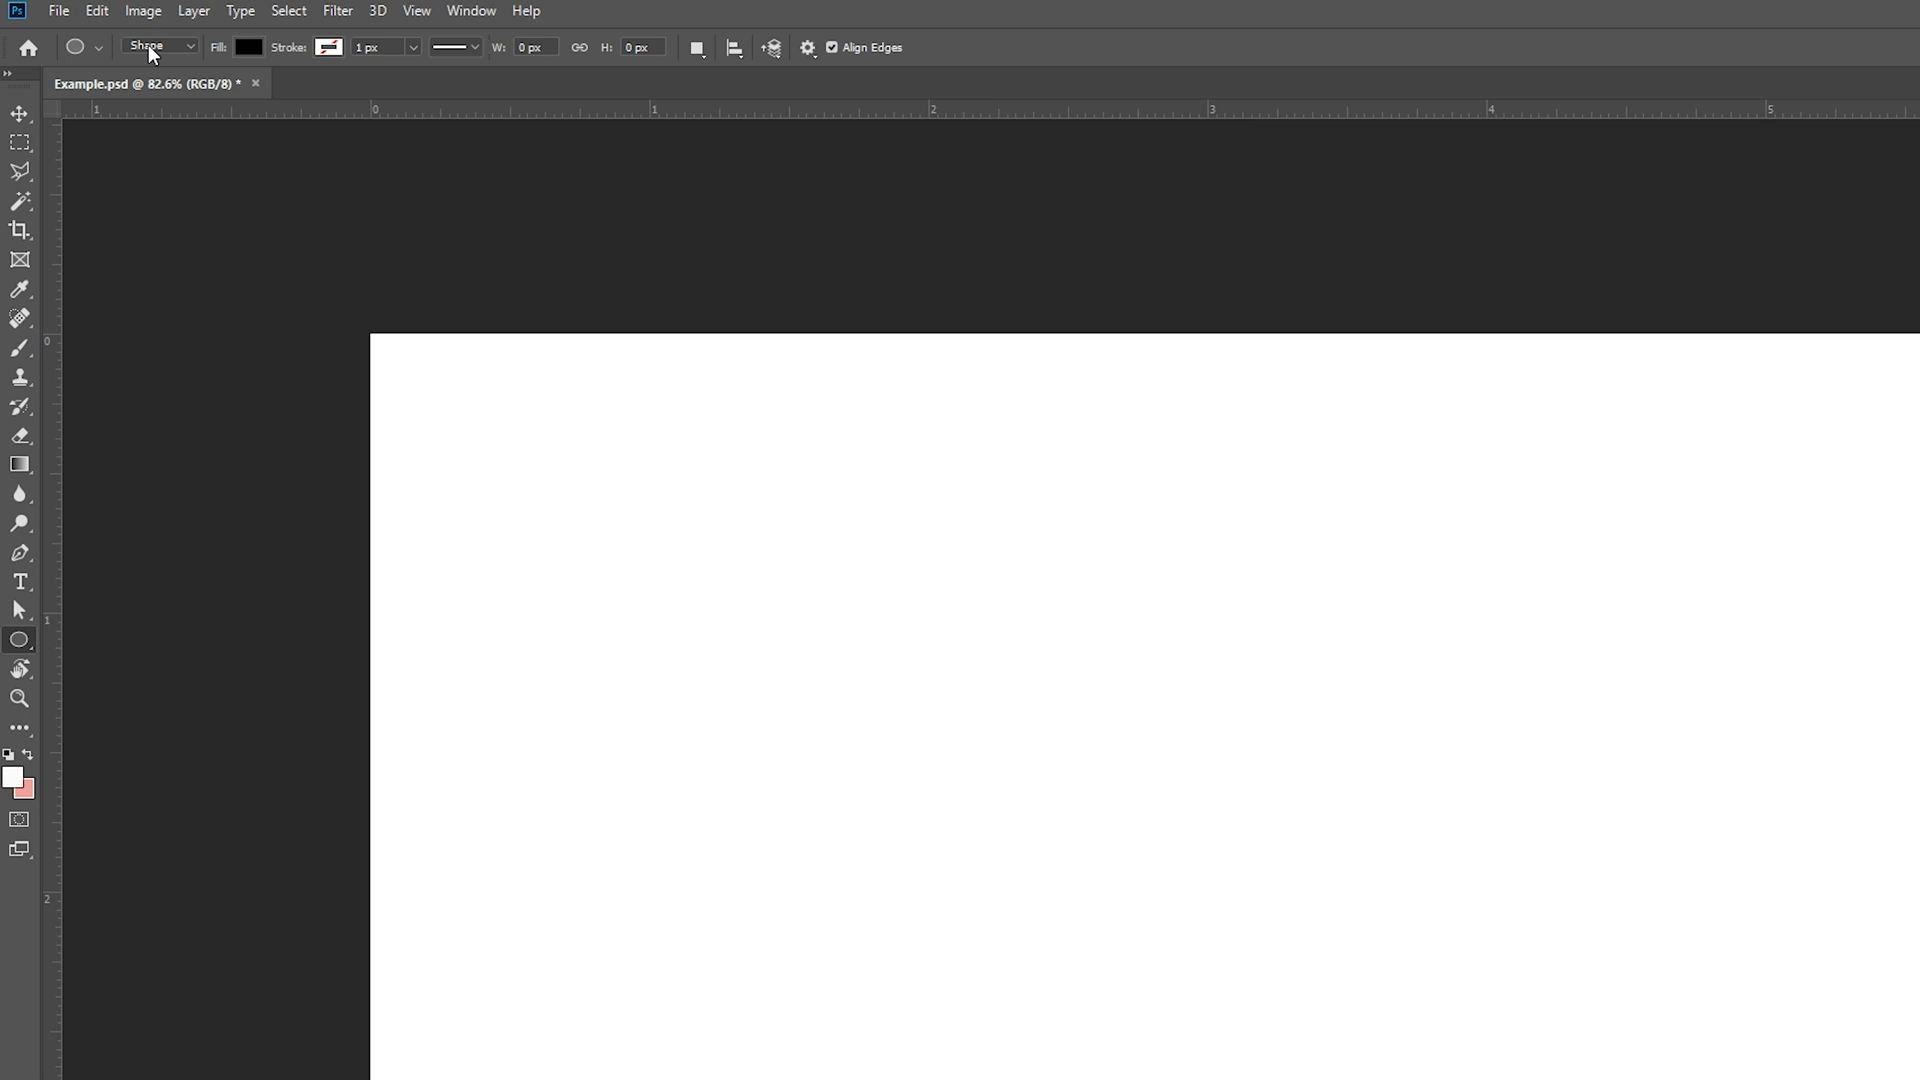 Ps File Edit Image Layer Type Select Filter 3D View Window Help
Shape Fill: Stroke: 1 px W: 0 px H: 0 px Align Edges
Example.psd @ 82.6% (RGB/8) * ×
1 0 1 2 3 4 5
0
1
2